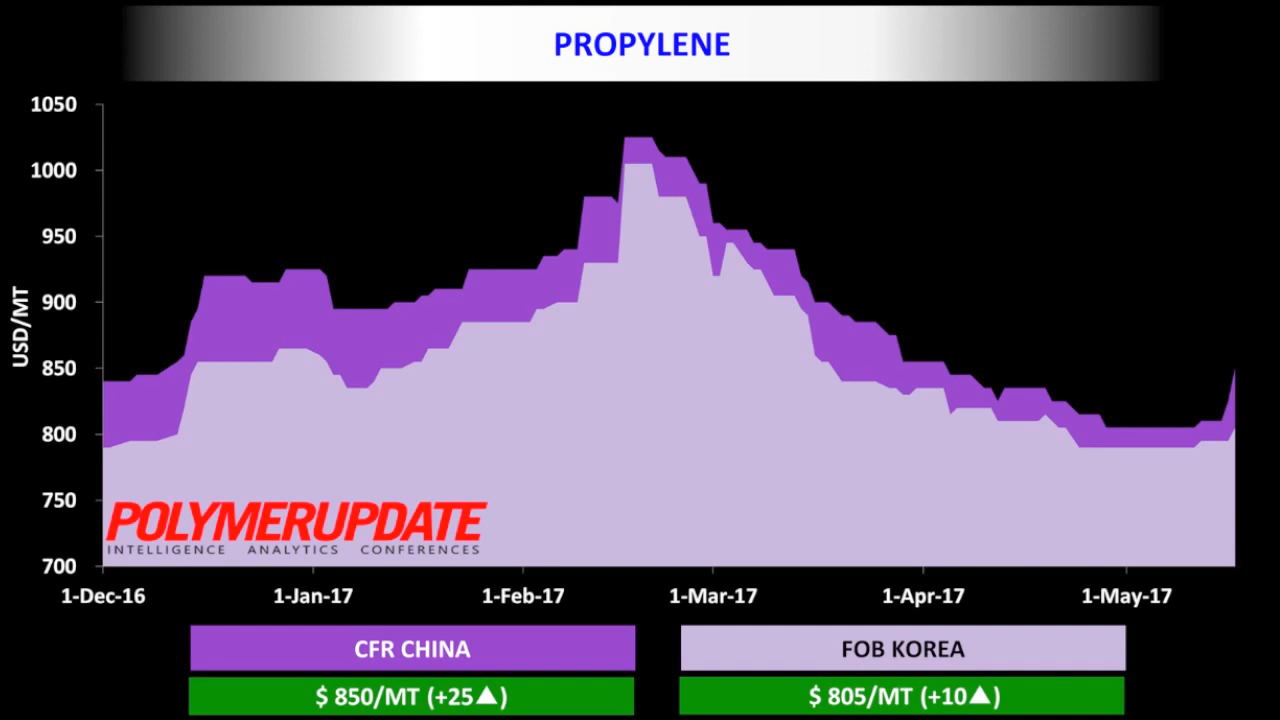 PROPYLENE
1050
1000
950
900
850
800
750
700
USD/MT
POLYMERUPDATE
INTELLIGENCE ANALYTICS CONFERENCES
1-Dec-16 1-Jan-17 1-Feb-17 1-Mar-17 1-Apr-17 1-May-17
CFR CHINA FOB KOREA
$ 850/MT (+25▲) $ 805/MT (+10▲)